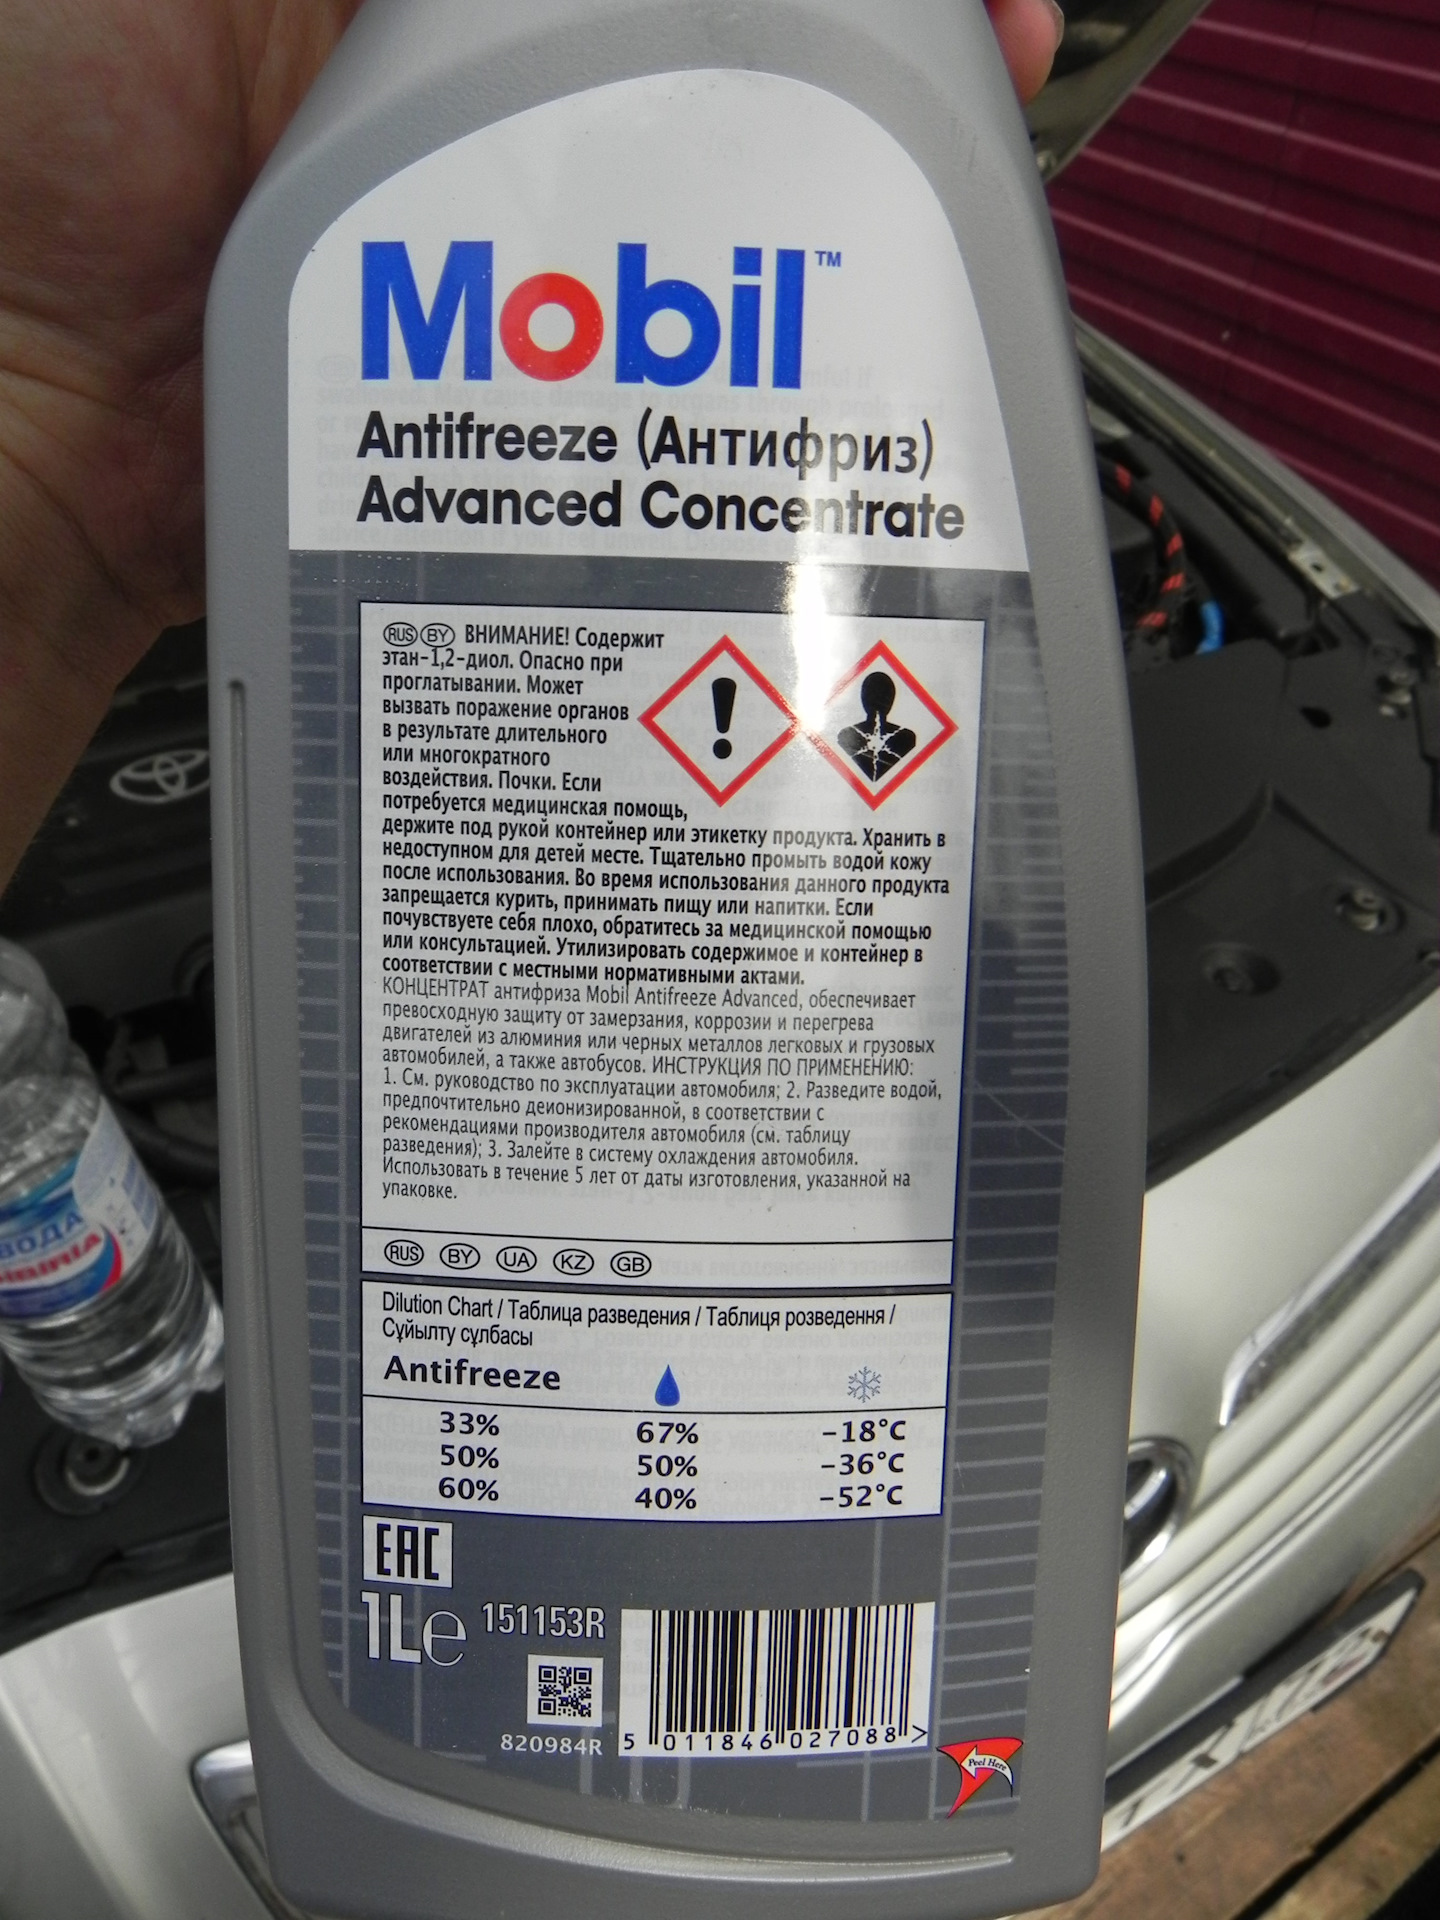 Mobil™
Antifreeze (Антифриз)
Advanced Concentrate
RUS BY ВНИМАНИЕ! Содержит
этан-1,2-диол. Опасно при
проглатывании. Может
вызвать поражение органов
в результате длительного
или многократного
воздействия. Почки. Если
потребуется медицинская помощь,
держите под рукой контейнер или этикетку продукта. Хранить в
недоступном для детей месте. Тщательно промыть водой кожу
после использования. Во время использования данного продукта
запрещается курить, принимать пищу или напитки. Если
почувствуете себя плохо, обратитесь за медицинской помощью
или консультацией. Утилизировать содержимое и контейнер в
соответствии с местными нормативными актами.
КОНЦЕНТРАТ антифриза Mobil Antifreeze Advanced, обеспечивает
превосходную защиту от замерзания, коррозии и перегрева
двигателей из алюминия или черных металлов легковых и грузовых
автомобилей, а также автобусов. ИНСТРУКЦИЯ ПО ПРИМЕНЕНИЮ:
1. См. руководство по эксплуатации автомобиля; 2. Разведите водой,
предпочтительно деионизированной, в соответствии с
рекомендациями производителя автомобиля (см. таблицу
разведения); 3. Залейте в систему охлаждения автомобиля.
Использовать в течение 5 лет от даты изготовления, указанной на
упаковке.
RUS BY UA KZ GB
Dilution Chart / Таблица разведения / Таблиця розведення /
Сұйылту сұлбасы
Antifreeze
33% 67% -18°C
50% 50% -36°C
60% 40% -52°C
EAC
1Le 151153R
820984R
5 011846 027088 >
Peel Here
ВОДА